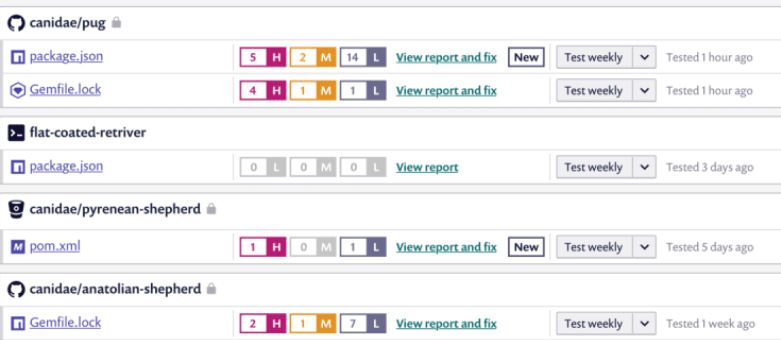 canidae/pug
package.json 5 H 2 M 14 L View report and fix New Test weekly Tested 1 hour ago
Gemfile.lock 4 H 1 M 1 L View report and fix Test weekly Tested 1 hour ago
flat-coated-retriver
package.json 0 L 0 M 0 L View report Test weekly Tested 3 days ago
canidae/pyrenean-shepherd
M pom.xml 1 H 0 M 1 L View report and fix New Test weekly Tested 5 days ago
canidae/anatolian-shepherd
Gemfile.lock 2 H 1 M 7 L View report and fix Test weekly Tested 1 week ago